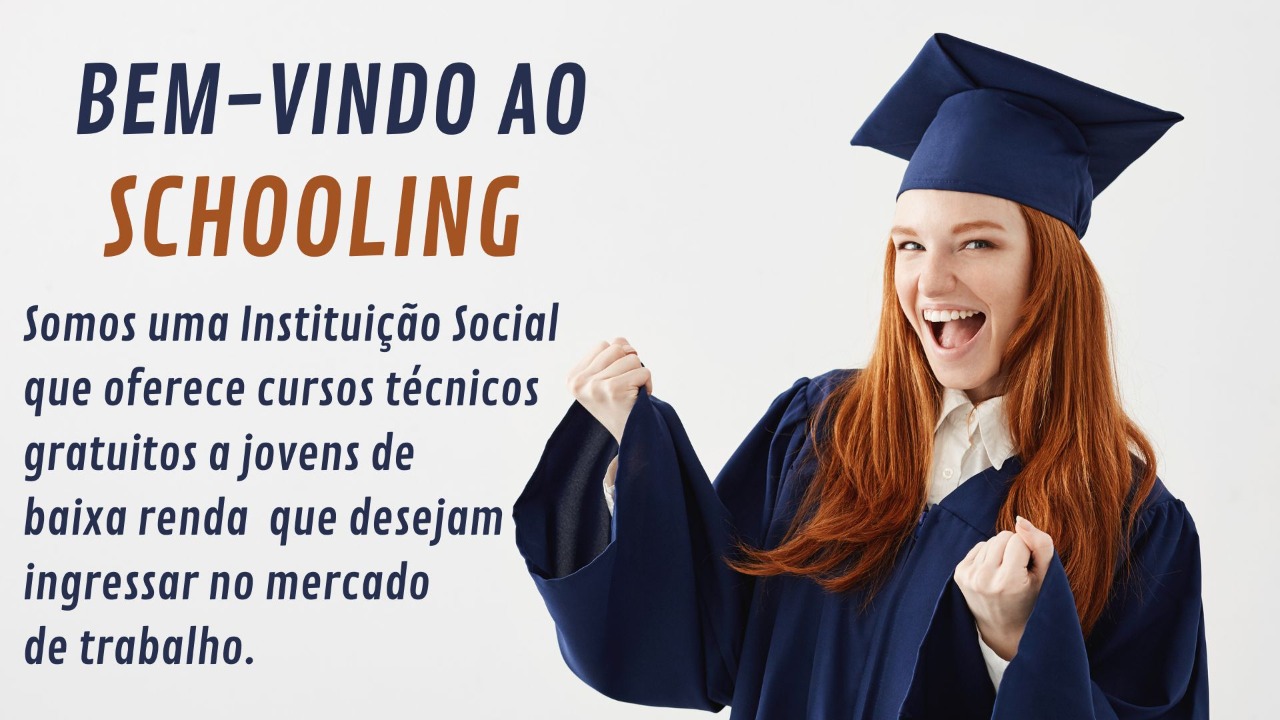 BEM-VINDO AO
SCHOOLING
Somos uma Instituição Social
que oferece cursos técnicos
gratuitos a jovens de
baixa renda  que desejam
ingressar no mercado
de trabalho.